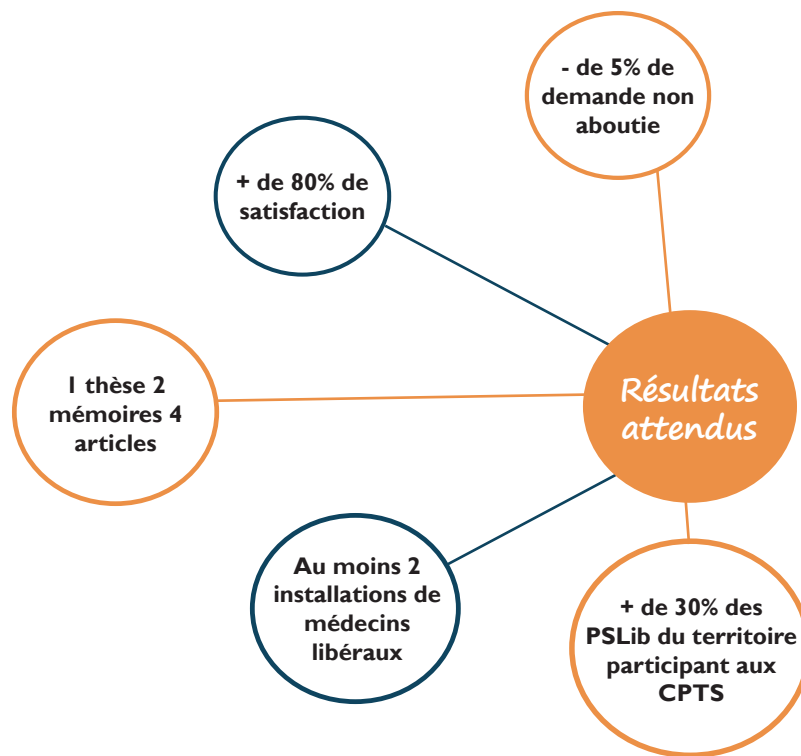 - de 5% de
demande non
aboutie
+ de 80% de
satisfaction
1 thèse 2
mémoires 4
articles
Résultats
attendus
Au moins 2
installations de
médecins
libéraux
+ de 30% des
PSLib du territoire
participant aux
CPTS